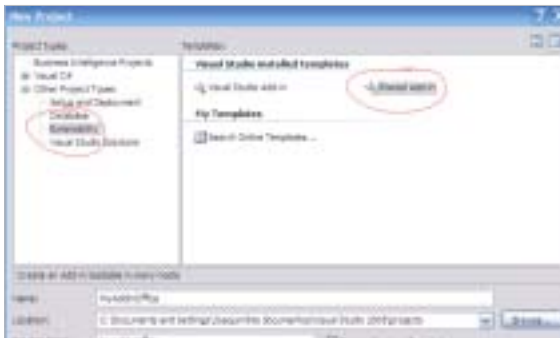 New Project
Project types:
Templates:
Business Intelligence Projects
Visual C#
Other Project Types
Setup and Deployment
Database
Extensibility
Visual Studio Solutions
Visual Studio installed templates
Visual Studio Add-in
Shared Add-in
My Templates
Search Online Templates...
Name:
Location:
Browse...